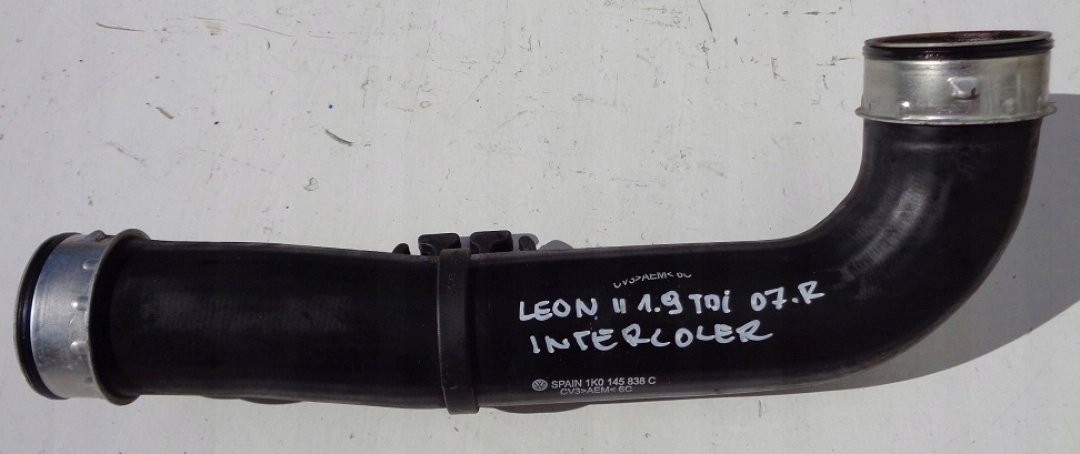 CV3>AEM< 6C
LEON II 1.9 TDi 07.R
INTERCOLER
SPAIN 1K0 145 838 C
CV3>AEM< 6C